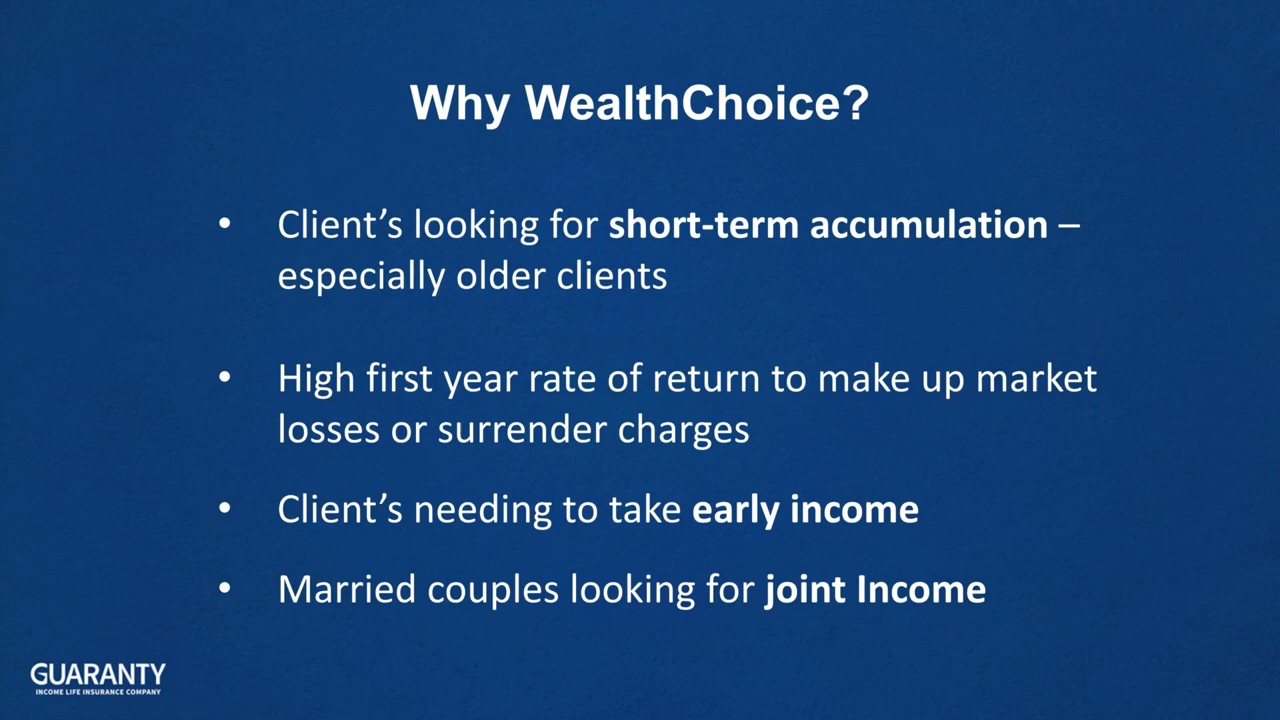 Why WealthChoice?
• Client’s looking for short-term accumulation –
especially older clients
• High first year rate of return to make up market
losses or surrender charges
• Client’s needing to take early income
• Married couples looking for joint Income
GUARANTY
INCOME LIFE INSURANCE COMPANY